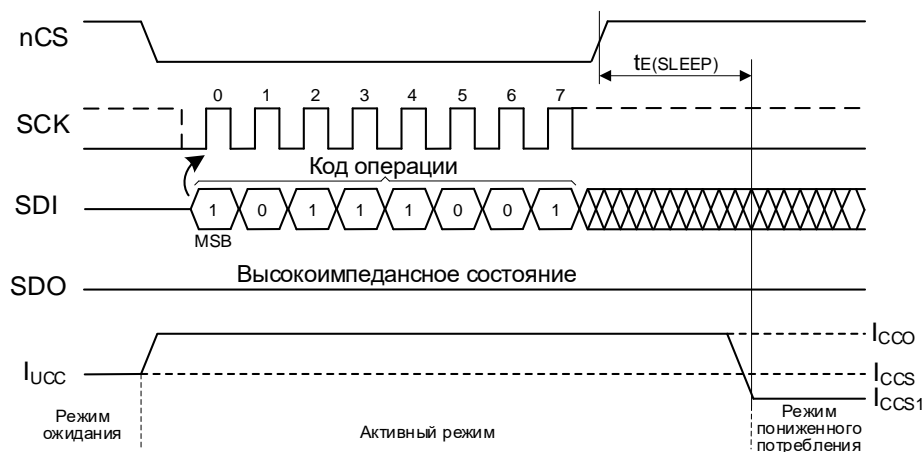 nCS
tE(SLEEP)
0 1 2 3 4 5 6 7
SCK
Код операции
SDI
1 0 1 1 1 0 0 1
MSB
Высокоимпедансное состояние
SDO
ICCO
IUCC
ICCS
ICCS1
Режим
ожидания
Активный режим
Режим
пониженного
потребления